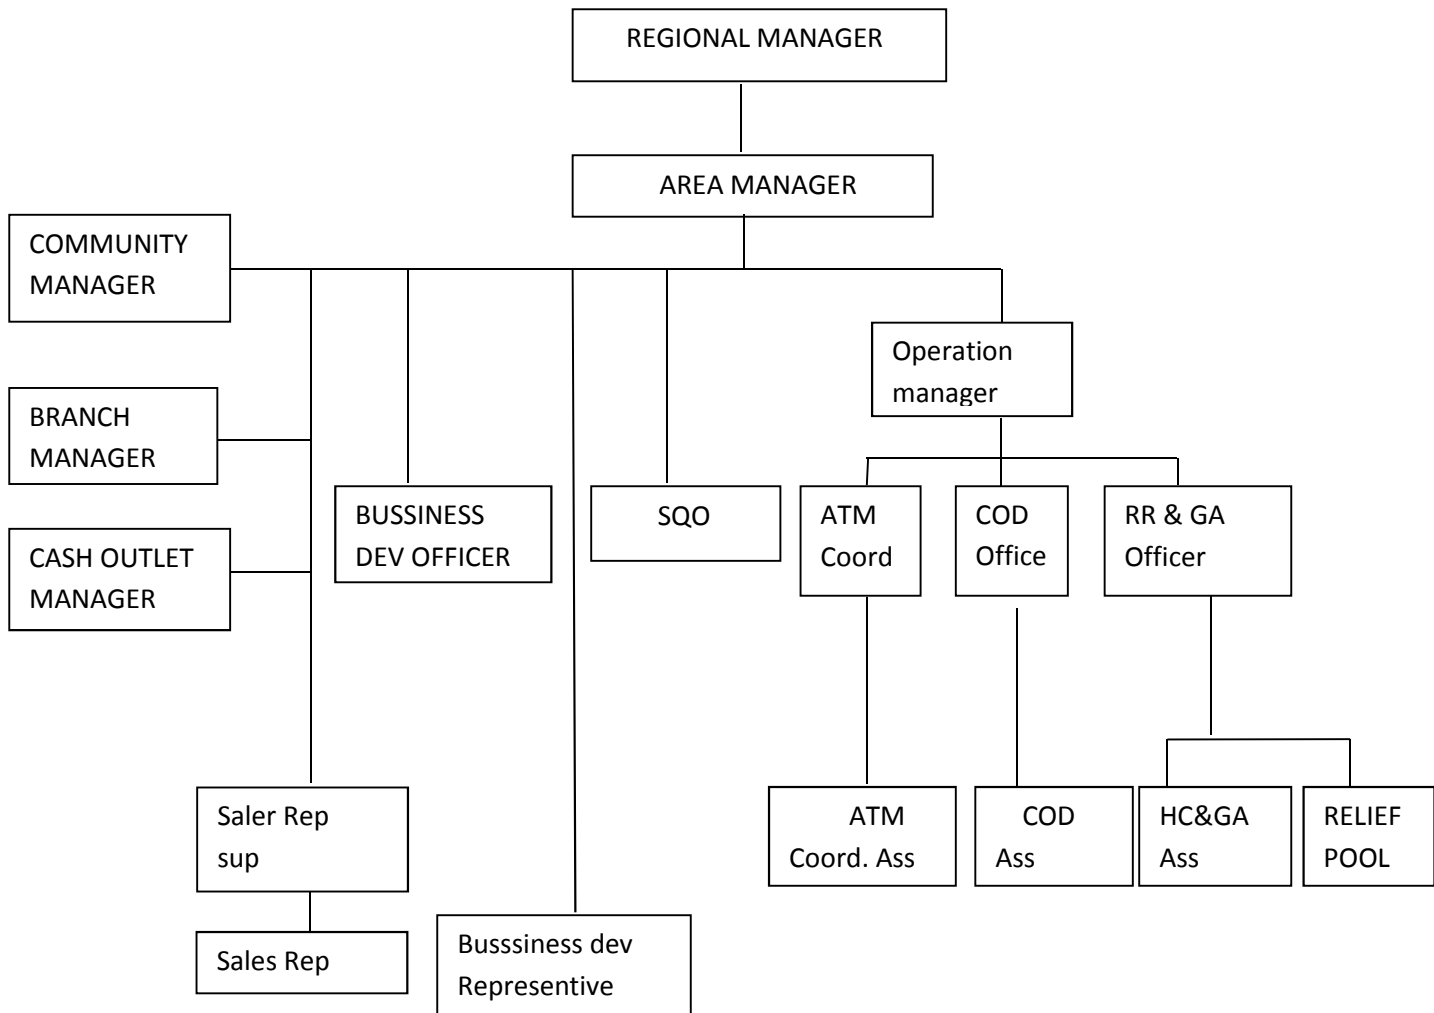 REGIONAL MANAGER
AREA MANAGER
COMMUNITY
MANAGER
Operation
manager
BRANCH
MANAGER
BUSSINESS
DEV OFFICER
SQO
ATM
Coord
COD
Office
RR & GA
Officer
CASH OUTLET
MANAGER
Saler Rep
sup
ATM
Coord. Ass
COD
Ass
HC&GA
Ass
RELIEF
POOL
Sales Rep
Busssiness dev
Representive